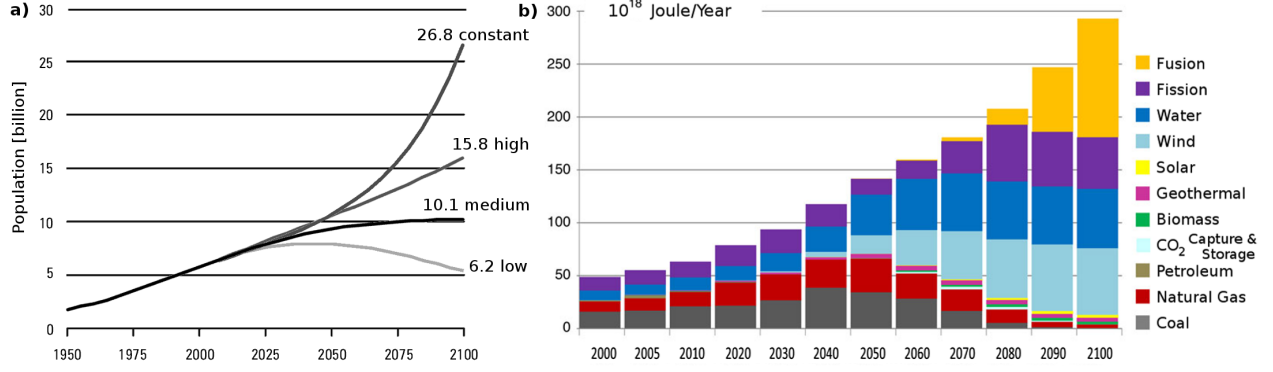 a)
Population [billion]
30
25
20
15
10
5
0
1950 1975 2000 2025 2050 2075 2100
26.8 constant
15.8 high
10.1 medium
6.2 low
b)
10^18 Joule/Year
300
250
200
150
100
50
0
2000 2005 2010 2020 2030 2040 2050 2060 2070 2080 2090 2100
Fusion
Fission
Water
Wind
Solar
Geothermal
Biomass
CO2 Capture &
Storage
Petroleum
Natural Gas
Coal